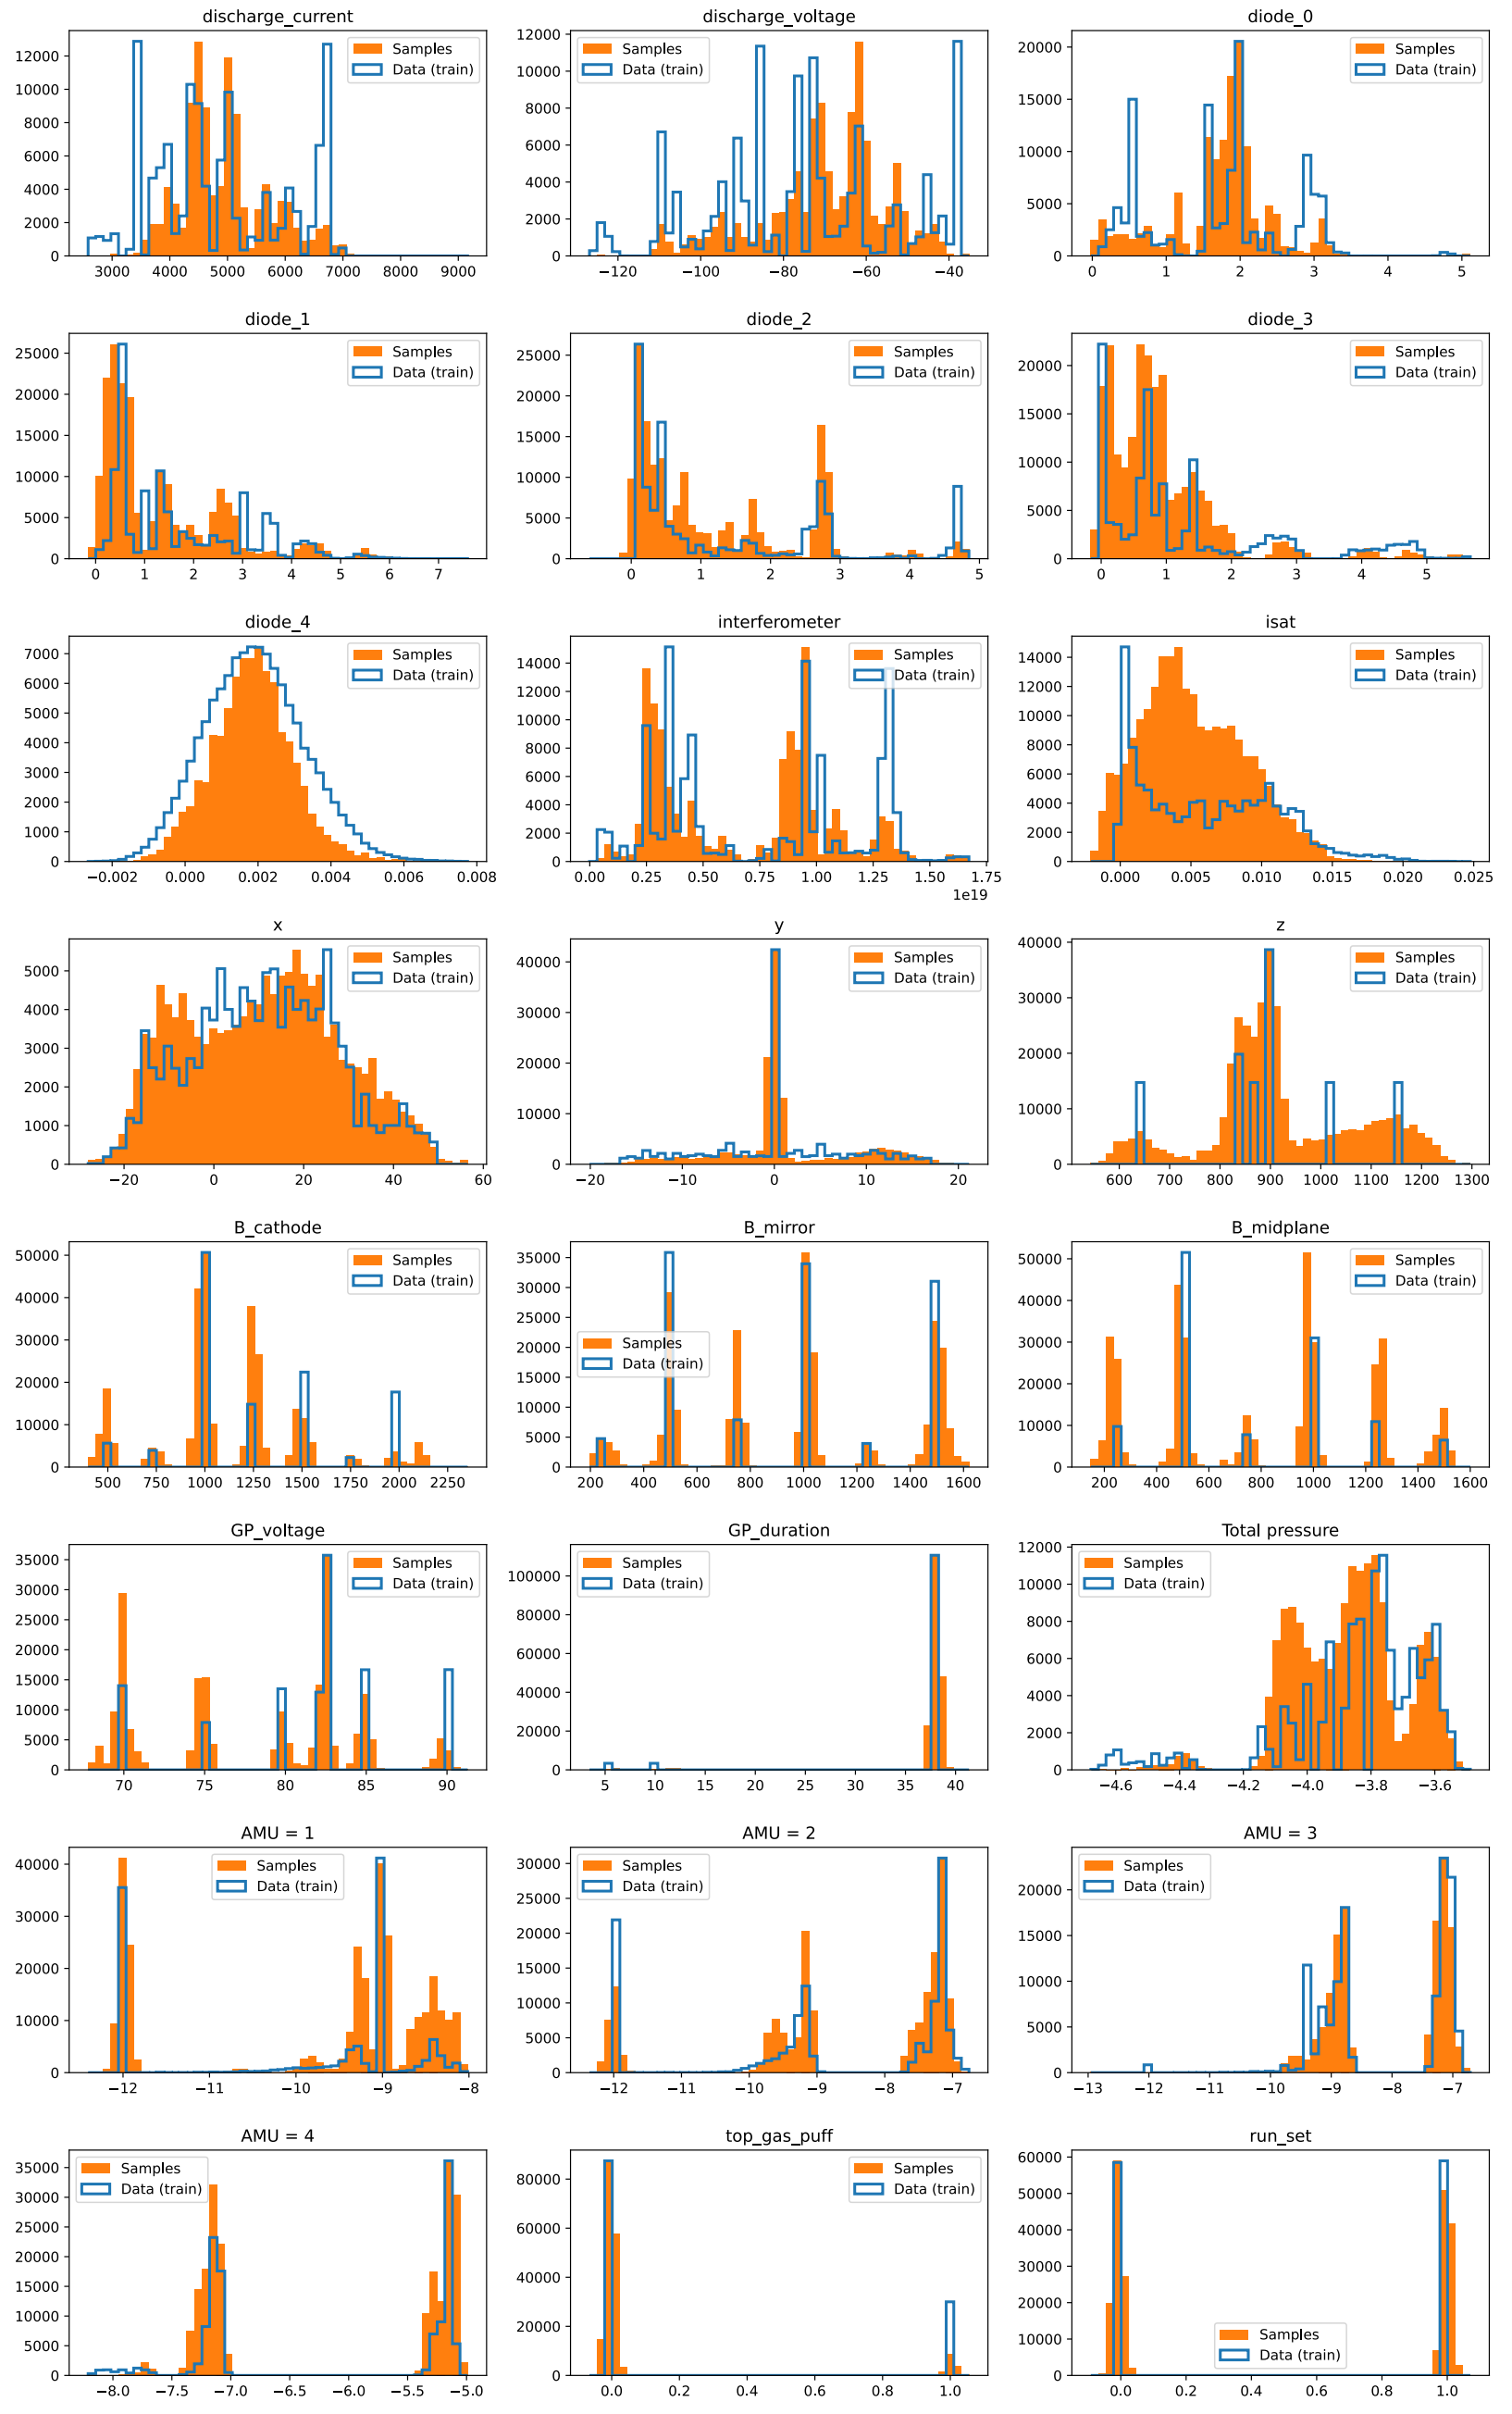 discharge_current
12000
10000
8000
6000
4000
2000
0
3000 4000 5000 6000 7000 8000 9000
Samples
Data (train)
discharge_voltage
12000
10000
8000
6000
4000
2000
0
−120 −100 −80 −60 −40
Samples
Data (train)
diode_0
20000
15000
10000
5000
0
0 1 2 3 4 5
Samples
Data (train)
diode_1
25000
20000
15000
10000
5000
0
0 1 2 3 4 5 6 7
Samples
Data (train)
diode_2
25000
20000
15000
10000
5000
0
0 1 2 3 4 5
Samples
Data (train)
diode_3
20000
15000
10000
5000
0
0 1 2 3 4 5
Samples
Data (train)
diode_4
7000
6000
5000
4000
3000
2000
1000
0
−0.002 0.000 0.002 0.004 0.006 0.008
Samples
Data (train)
interferometer
14000
12000
10000
8000
6000
4000
2000
0
0.00 0.25 0.50 0.75 1.00 1.25 1.50 1.75
1e19
Samples
Data (train)
isat
14000
12000
10000
8000
6000
4000
2000
0
0.000 0.005 0.010 0.015 0.020 0.025
Samples
Data (train)
x
5000
4000
3000
2000
1000
0
−20 0 20 40 60
Samples
Data (train)
y
40000
30000
20000
10000
0
−20 −10 0 10 20
Samples
Data (train)
z
40000
30000
20000
10000
0
600 700 800 900 1000 1100 1200 1300
Samples
Data (train)
B_cathode
50000
40000
30000
20000
10000
0
500 750 1000 1250 1500 1750 2000 2250
Samples
Data (train)
B_mirror
35000
30000
25000
20000
15000
10000
5000
0
200 400 600 800 1000 1200 1400 1600
Samples
Data (train)
B_midplane
50000
40000
30000
20000
10000
0
200 400 600 800 1000 1200 1400 1600
Samples
Data (train)
GP_voltage
35000
30000
25000
20000
15000
10000
5000
0
70 75 80 85 90
Samples
Data (train)
GP_duration
100000
80000
60000
40000
20000
0
5 10 15 20 25 30 35 40
Samples
Data (train)
Total pressure
12000
10000
8000
6000
4000
2000
0
−4.6 −4.4 −4.2 −4.0 −3.8 −3.6
Samples
Data (train)
AMU = 1
40000
30000
20000
10000
0
−12 −11 −10 −9 −8
Samples
Data (train)
AMU = 2
30000
25000
20000
15000
10000
5000
0
−12 −11 −10 −9 −8 −7
Samples
Data (train)
AMU = 3
20000
15000
10000
5000
0
−13 −12 −11 −10 −9 −8 −7
Samples
Data (train)
AMU = 4
35000
30000
25000
20000
15000
10000
5000
0
−8.0 −7.5 −7.0 −6.5 −6.0 −5.5 −5.0
Samples
Data (train)
top_gas_puff
80000
60000
40000
20000
0
0.0 0.2 0.4 0.6 0.8 1.0
Samples
Data (train)
run_set
60000
50000
40000
30000
20000
10000
0
0.0 0.2 0.4 0.6 0.8 1.0
Samples
Data (train)